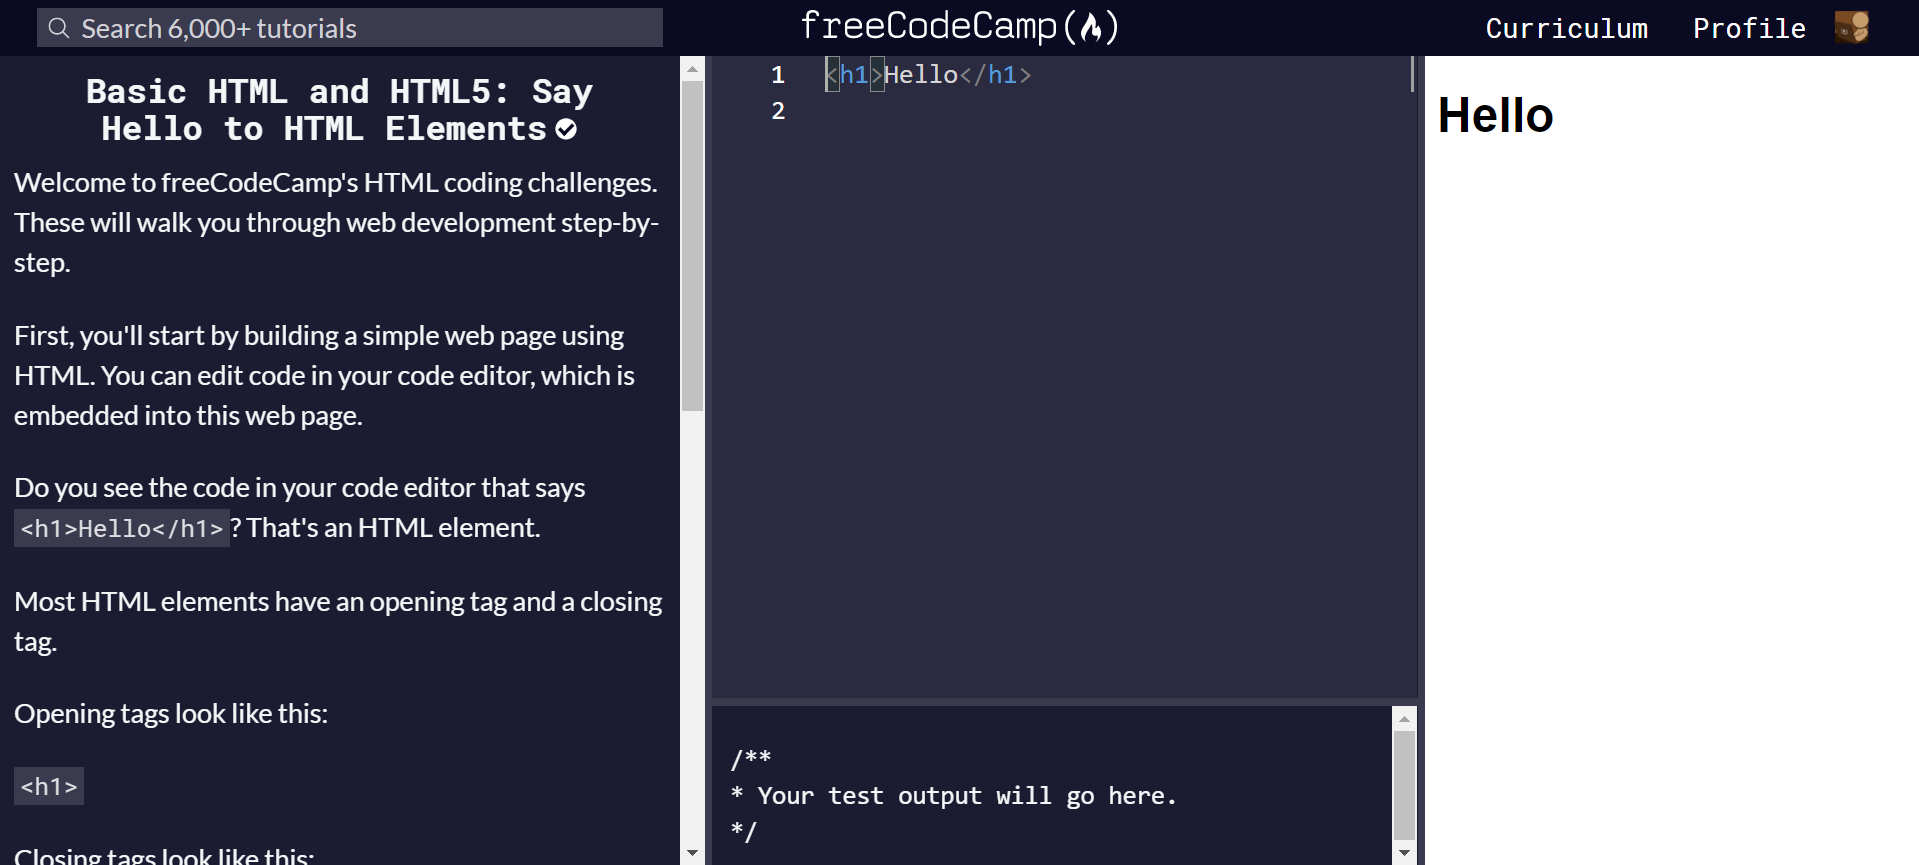 Search 6,000+ tutorials
freeCodeCamp(🔥)
Curriculum
Profile
Basic HTML and HTML5: Say
Hello to HTML Elements
Welcome to freeCodeCamp's HTML coding challenges.
These will walk you through web development step-by-
step.
First, you'll start by building a simple web page using
HTML. You can edit code in your code editor, which is
embedded into this web page.
Do you see the code in your code editor that says
<h1>Hello</h1>? That's an HTML element.
Most HTML elements have an opening tag and a closing
tag.
Opening tags look like this:
<h1>
Closing tags look like this:
1 <h1>Hello</h1>
2
/**
* Your test output will go here.
*/
Hello